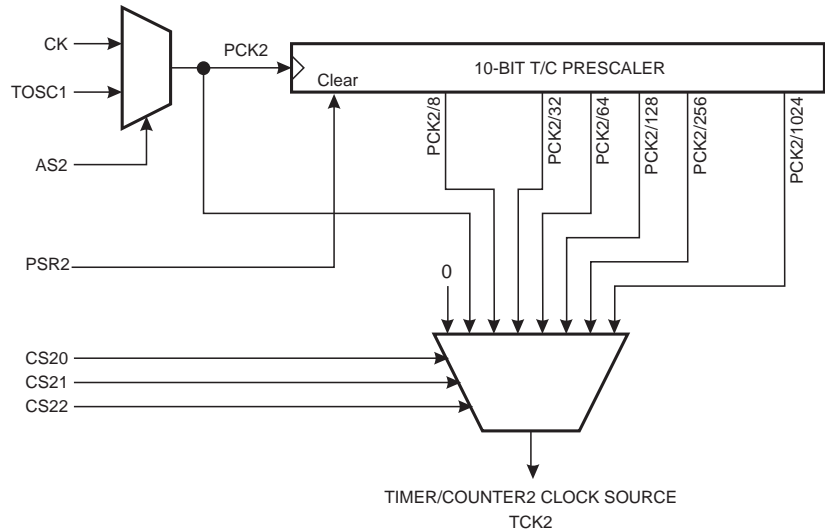 CK
PCK2
10-BIT T/C PRESCALER
Clear
TOSC1
PCK2/8
PCK2/32
PCK2/64
PCK2/128
PCK2/256
PCK2/1024
AS2
PSR2
0
CS20
CS21
CS22
TIMER/COUNTER2 CLOCK SOURCE
TCK2